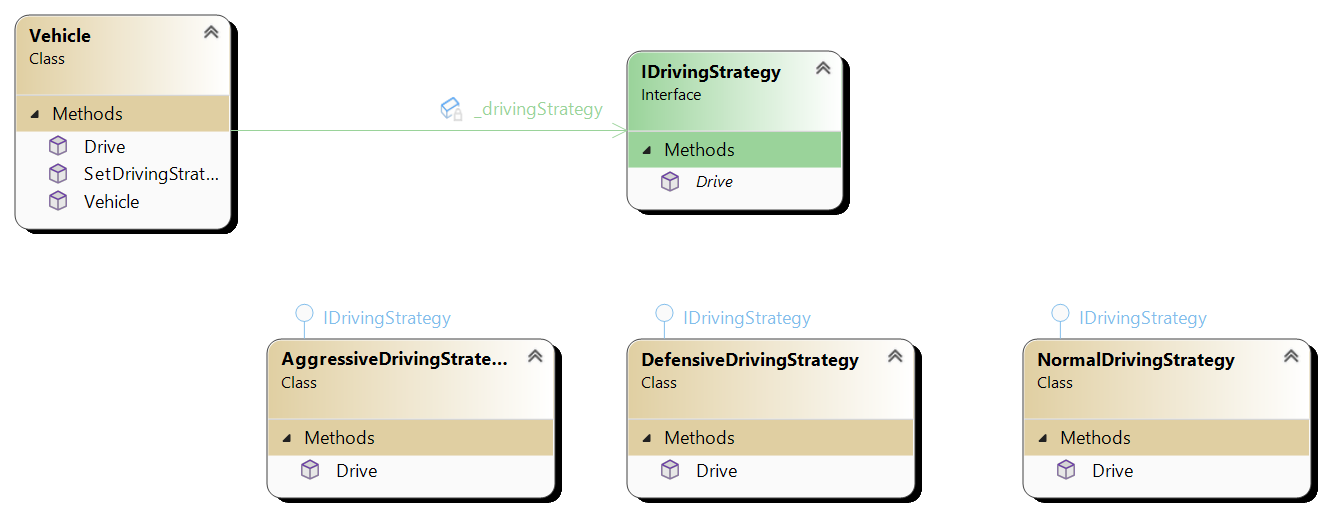 Vehicle
Class
Methods
Drive
SetDrivingStrat...
Vehicle
_drivingStrategy
IDrivingStrategy
Interface
Methods
Drive
IDrivingStrategy
AggressiveDrivingStrate...
Class
Methods
Drive
IDrivingStrategy
DefensiveDrivingStrategy
Class
Methods
Drive
IDrivingStrategy
NormalDrivingStrategy
Class
Methods
Drive